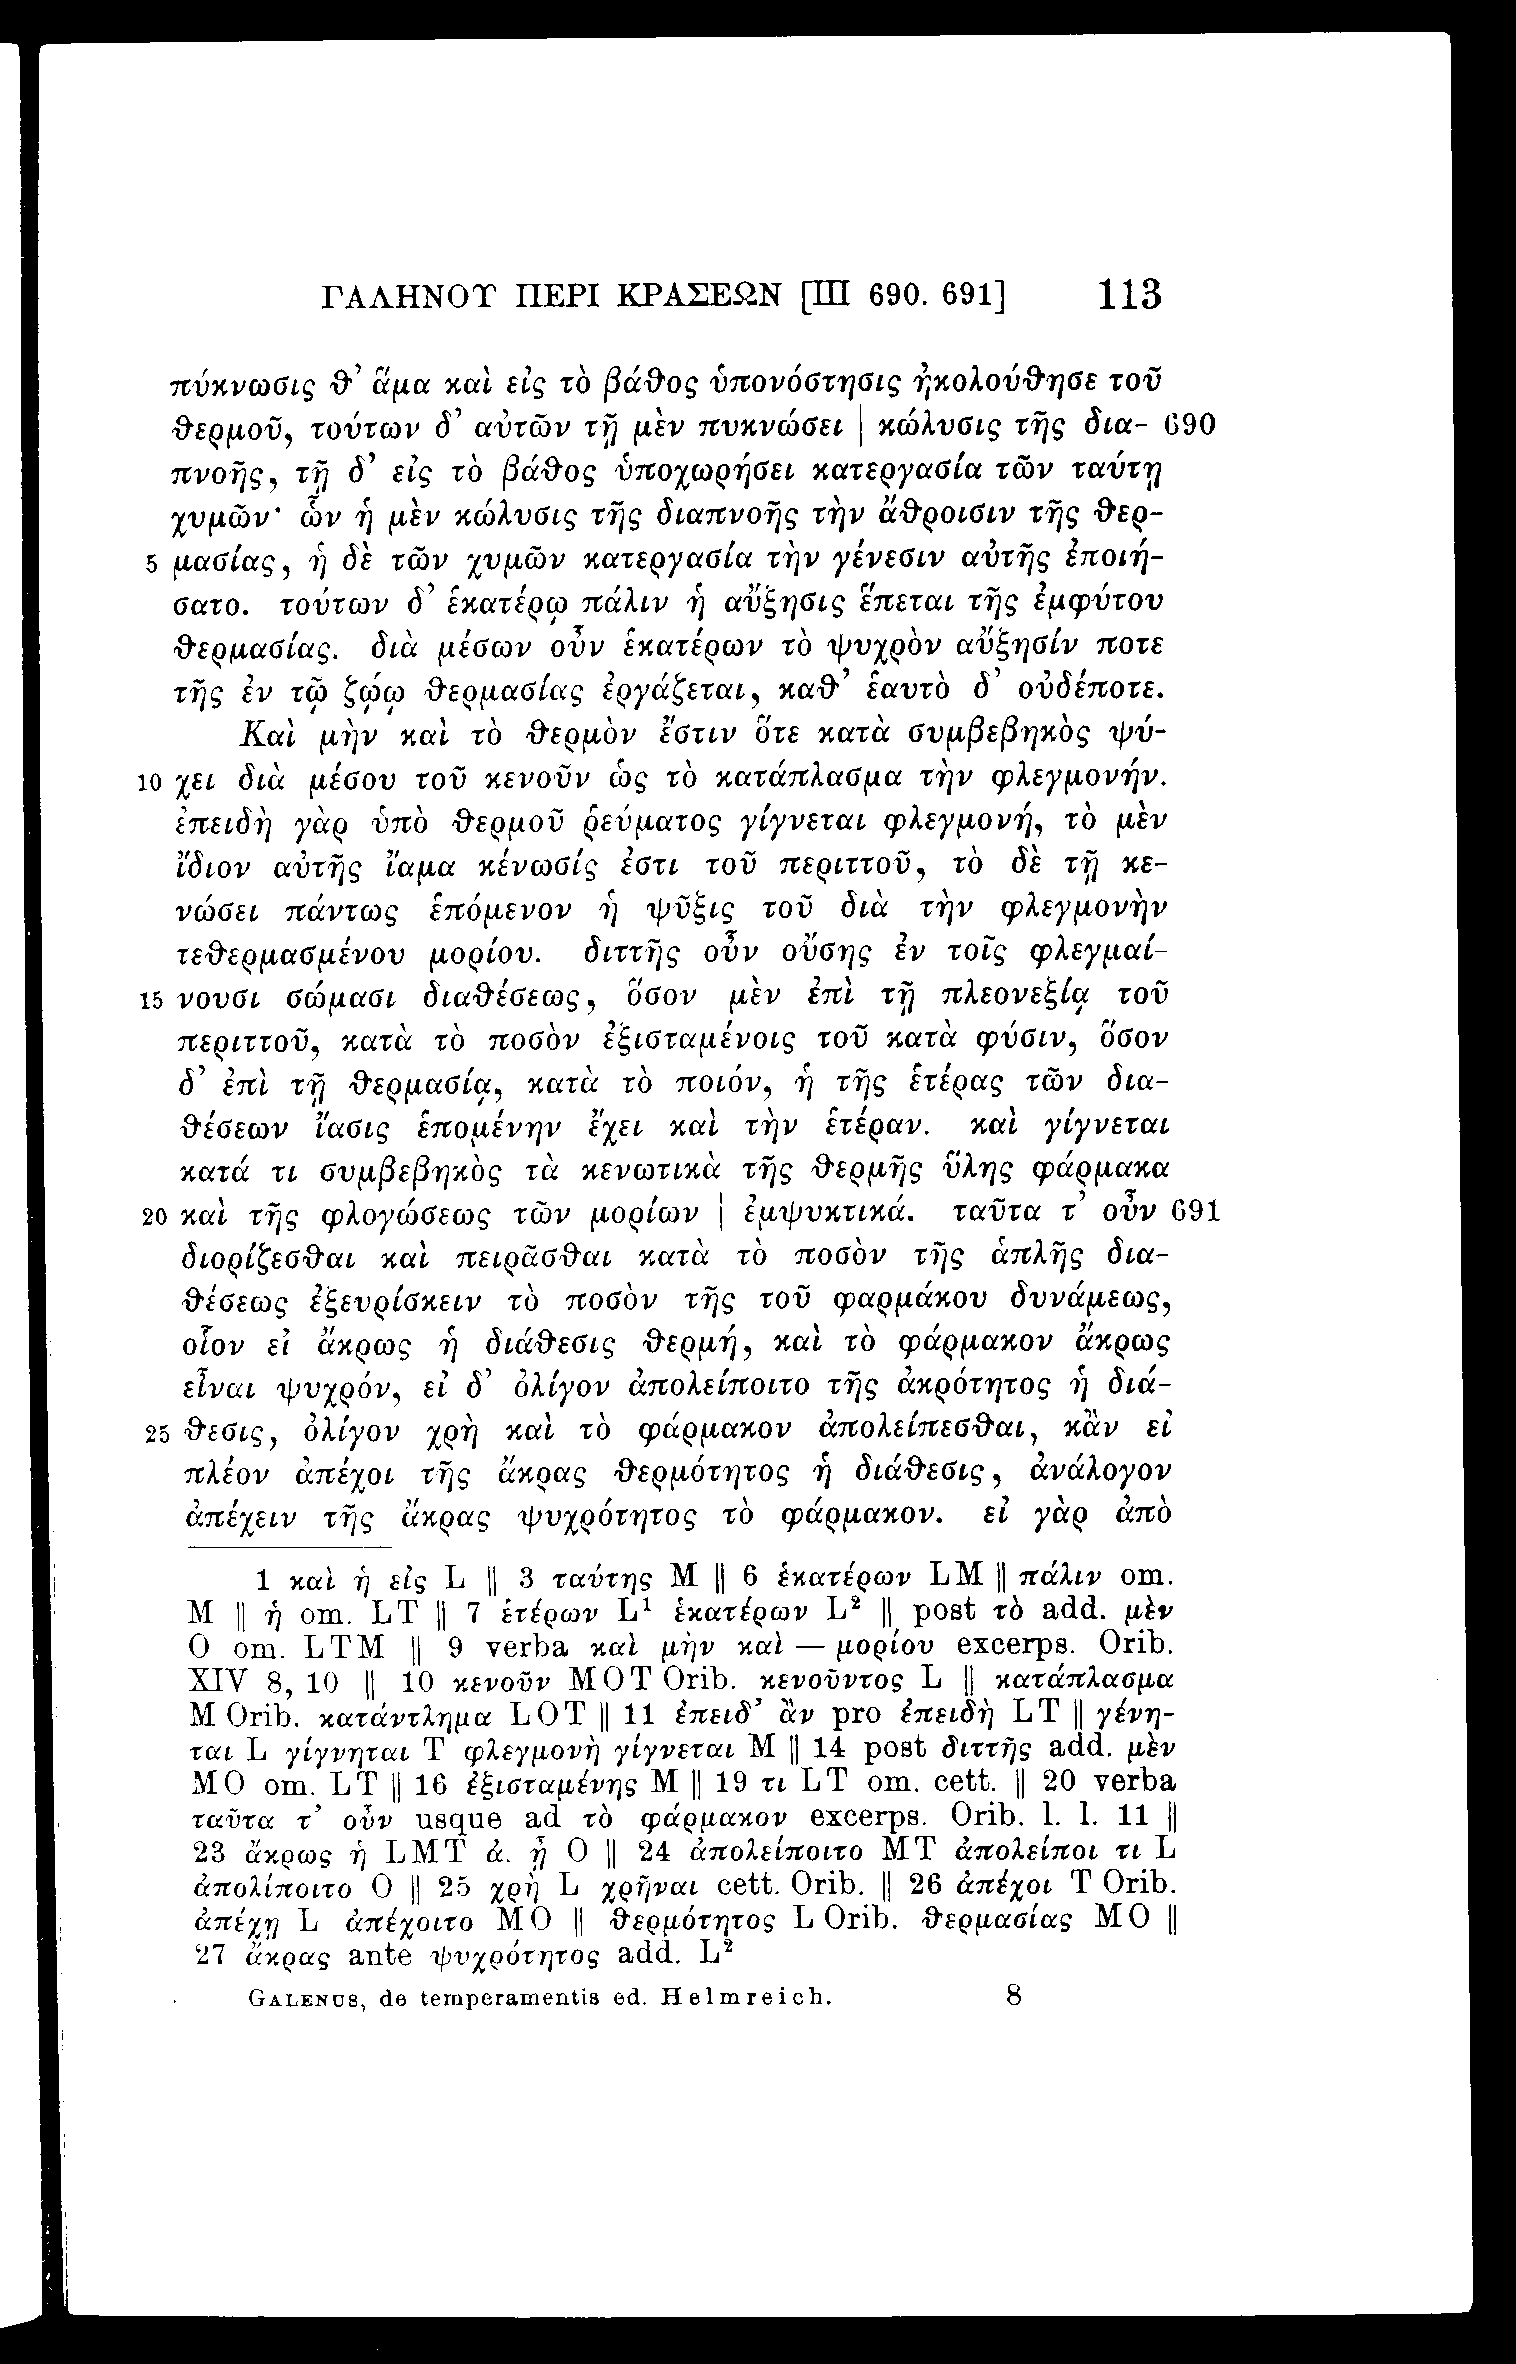 ΓΑΛΗΝΟΥ ΠΕΡΙ ΚΡΑΣΕΩΝ [III 690. 691] 113
πύκνωσις θ’ ἅμα καὶ εἰς τὸ βάθος ὑπονόστησις ἠκολούθησε τοῦ
θερμοῦ, τούτων δ’ αὐτῶν τῇ μὲν πυκνώσει | κώλυσις τῆς δια- 690
πνοῆς, τῇ δ’ εἰς τὸ βάθος ὑποχωρήσει κατεργασία τῶν ταύτῃ
χυμῶν· ὧν ἡ μὲν κώλυσις τῆς διαπνοῆς τὴν ἄθροισιν τῆς θερ-
5 μασίας, ἡ δὲ τῶν χυμῶν κατεργασία τὴν γένεσιν αὐτῆς ἐποιή-
σατο. τούτων δ’ ἑκατέρῳ πάλιν ἡ αὔξησις ἕπεται τῆς ἐμφύτου
θερμασίας. διὰ μέσων οὖν ἑκατέρων τὸ ψυχρὸν αὔξησίν ποτε
τῆς ἐν τῷ ζῴῳ θερμασίας ἐργάζεται, καθ’ ἑαυτὸ δ’ οὐδέποτε.
Καὶ μὴν καὶ τὸ θερμὸν ἔστιν ὅτε κατὰ συμβεβηκὸς ψύ-
10 χει διὰ μέσου τοῦ κενοῦν ὡς τὸ κατάπλασμα τὴν φλεγμονήν.
ἐπειδὴ γὰρ ὑπὸ θερμοῦ ῥεύματος γίγνεται φλεγμονή, τὸ μὲν
ἴδιον αὐτῆς ἴαμα κένωσίς ἐστι τοῦ περιττοῦ, τὸ δὲ τῇ κε-
νώσει πάντως ἑπόμενον ἡ ψῦξις τοῦ διὰ τὴν φλεγμονὴν
τεθερμασμένου μορίου. διττῆς οὖν οὔσης ἐν τοῖς φλεγμαί-
15 νουσι σώμασι διαθέσεως, ὅσον μὲν ἐπὶ τῇ πλεονεξίᾳ τοῦ
περιττοῦ, κατὰ τὸ ποσὸν ἐξισταμένοις τοῦ κατὰ φύσιν, ὅσον
δ’ ἐπὶ τῇ θερμασίᾳ, κατὰ τὸ ποιόν, ἡ τῆς ἑτέρας τῶν δια-
θέσεων ἴασις ἑπομένην ἔχει καὶ τὴν ἑτέραν. καὶ γίγνεται
κατά τι συμβεβηκὸς τὰ κενωτικὰ τῆς θερμῆς ὕλης φάρμακα
20 καὶ τῆς φλογώσεως τῶν μορίων | ἐμψυκτικά. ταῦτα τ’ οὖν 691
διορίζεσθαι καὶ πειρᾶσθαι κατὰ τὸ ποσὸν τῆς ἁπλῆς δια-
θέσεως ἐξευρίσκειν τὸ ποσὸν τῆς τοῦ φαρμάκου δυνάμεως,
οἷον εἰ ἄκρως ἡ διάθεσις θερμή, καὶ τὸ φάρμακον ἄκρως
εἶναι ψυχρόν, εἰ δ’ ὀλίγον ἀπολείποιτο τῆς ἀκρότητος ἡ διά-
25 θεσις, ὀλίγον χρὴ καὶ τὸ φάρμακον ἀπολείπεσθαι, κἂν εἰ
πλέον ἀπέχοι τῆς ἄκρας θερμότητος ἡ διάθεσις, ἀνάλογον
ἀπέχειν τῆς ἄκρας ψυχρότητος τὸ φάρμακον. εἰ γὰρ ἀπὸ
1 καὶ ἡ εἰς L || 3 ταύτης M || 6 ἑκατέρων LM || πάλιν om.
M || ἡ om. LT || 7 ἑτέρων L¹ ἑκατέρων L² || post τὸ add. μὲν
O om. LTM || 9 verba καὶ μὴν καὶ — μορίου excerps. Orib.
XIV 8, 10 || 10 κενοῦν MOT Orib. κενοῦντος L || κατάπλασμα
M Orib. κατάντλημα LOT || 11 ἐπειδ’ ἂν pro ἐπειδὴ LT || γένη-
ται L γίγνηται T φλεγμονὴ γίγνεται M || 14 post διττῆς add. μὲν
MO om. LT || 16 ἐξισταμένης M || 19 τι LT om. cett. || 20 verba
ταῦτα τ’ οὖν usque ad τὸ φάρμακον excerps. Orib. l. l. 11 ||
23 ἄκρως ἡ LMT ἀ. ᾖ O || 24 ἀπολείποιτο MT ἀπολείποι τι L
ἀπολίποιτο O || 25 χρὴ L χρῆναι cett. Orib. || 26 ἀπέχοι T Orib.
ἀπέχῃ L ἀπέχοιτο MO || θερμότητος L Orib. θερμασίας MO ||
27 ἄκρας ante ψυχρότητος add. L²
GALENUS, de temperamentis ed. Helmreich. 8